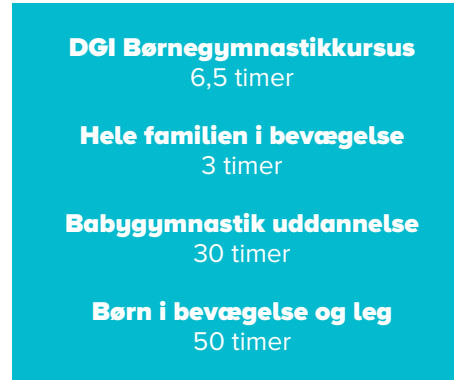 DGI Børnegymnastikkursus
6,5 timer
Hele familien i bevægelse
3 timer
Babygymnastik uddannelse
30 timer
Børn i bevægelse og leg
50 timer